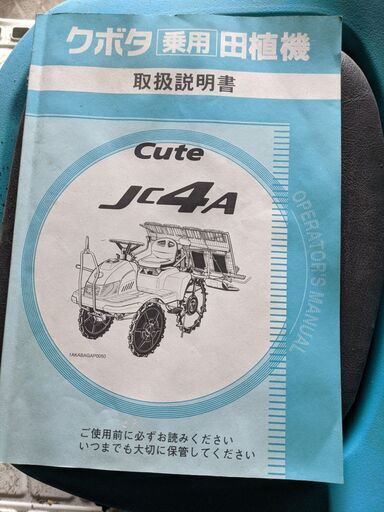 クボタ 乗用 田植機
取扱説明書
Cute
JC4A
OPERATOR'S MANUAL
1AKABAGAP0050
ご使用前に必ずお読みください
いつまでも大切に保管してください